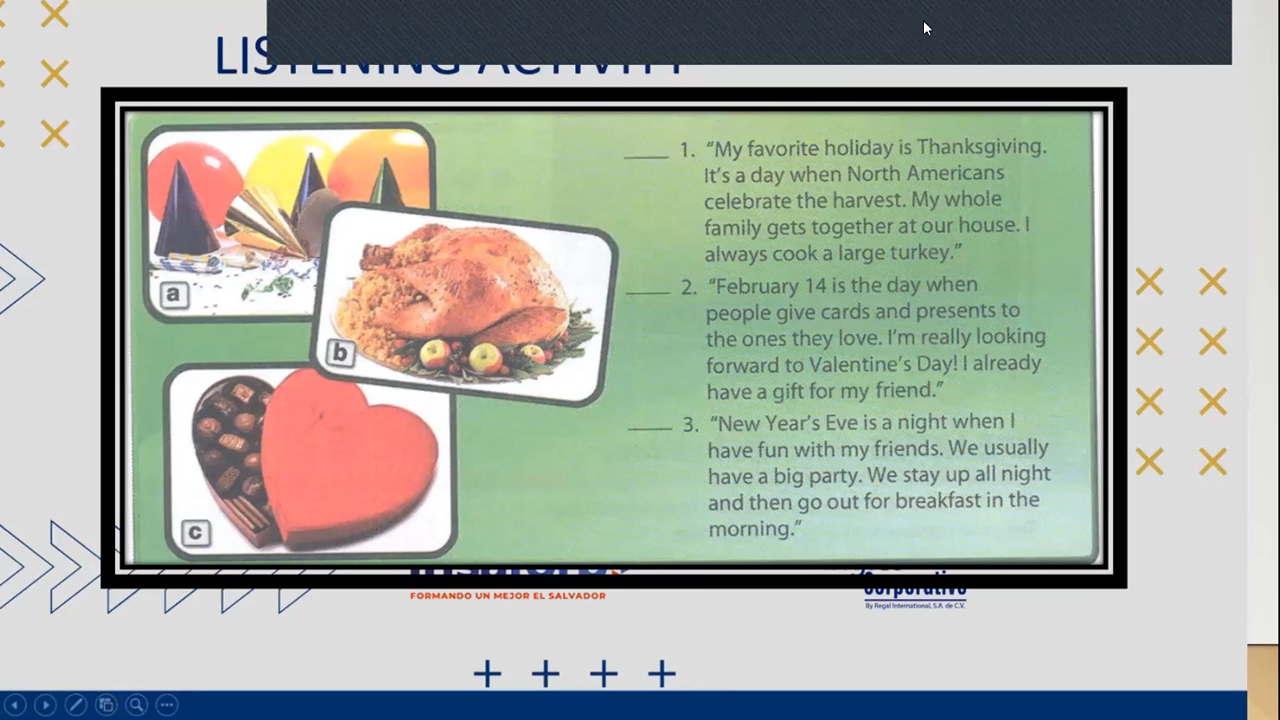 LISTENING ACTIVITY
a
b
c
____ 1. “My favorite holiday is Thanksgiving.
It’s a day when North Americans
celebrate the harvest. My whole
family gets together at our house. I
always cook a large turkey.”
____ 2. “February 14 is the day when
people give cards and presents to
the ones they love. I’m really looking
forward to Valentine’s Day! I already
have a gift for my friend.”
____ 3. “New Year’s Eve is a night when I
have fun with my friends. We usually
have a big party. We stay up all night
and then go out for breakfast in the
morning.”
FORMANDO UN MEJOR EL SALVADOR
Corporativo
By Regal International, S.A. de C.V.